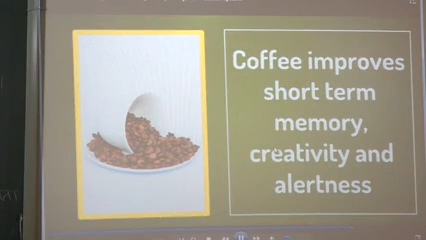 Coffee improves
short term
memory,
creativity and
alertness